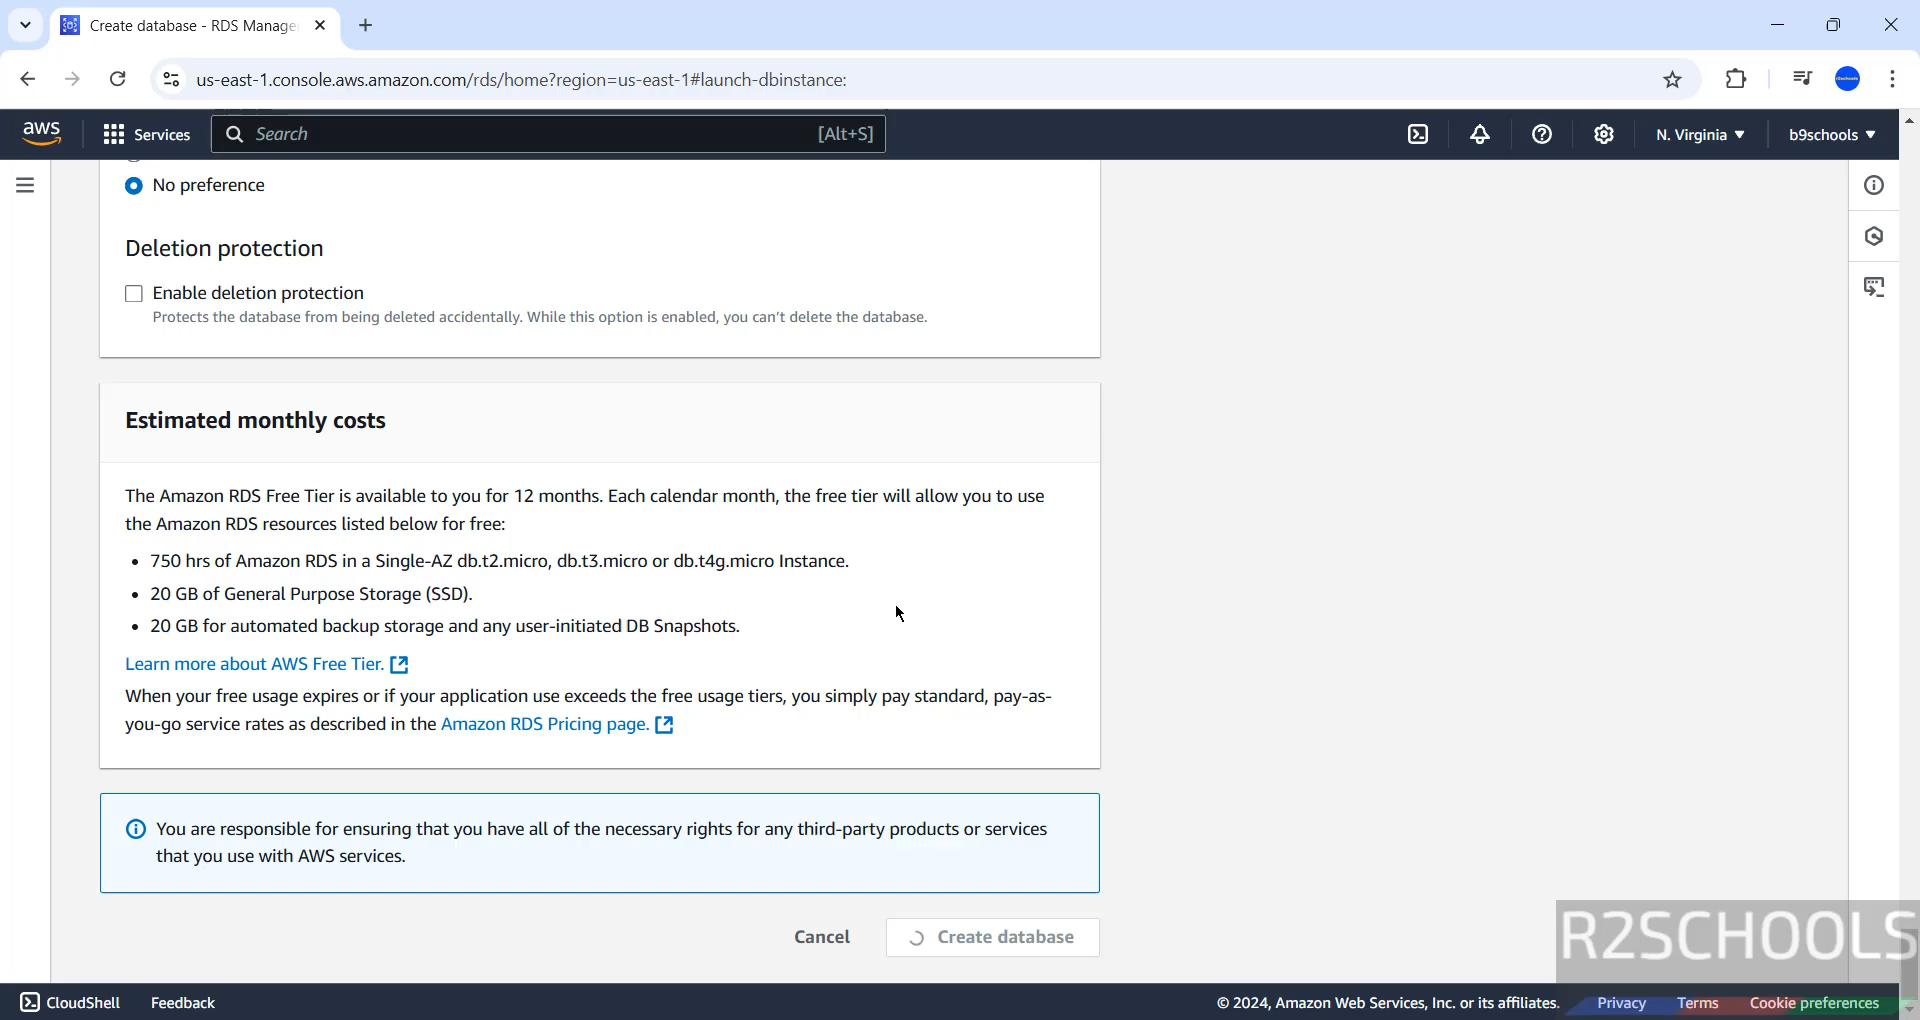 Create database - RDS Manage
us-east-1.console.aws.amazon.com/rds/home?region=us-east-1#launch-dbinstance:
aws Services Search [Alt+S] N. Virginia b9schools
No preference
Deletion protection
Enable deletion protection
Protects the database from being deleted accidentally. While this option is enabled, you can't delete the database.
Estimated monthly costs
The Amazon RDS Free Tier is available to you for 12 months. Each calendar month, the free tier will allow you to use
the Amazon RDS resources listed below for free:
• 750 hrs of Amazon RDS in a Single-AZ db.t2.micro, db.t3.micro or db.t4g.micro Instance.
• 20 GB of General Purpose Storage (SSD).
• 20 GB for automated backup storage and any user-initiated DB Snapshots.
Learn more about AWS Free Tier.
When your free usage expires or if your application use exceeds the free usage tiers, you simply pay standard, pay-as-
you-go service rates as described in the Amazon RDS Pricing page.
You are responsible for ensuring that you have all of the necessary rights for any third-party products or services
that you use with AWS services.
Cancel Create database
R2SCHOOLS
CloudShell Feedback © 2024, Amazon Web Services, Inc. or its affiliates. Privacy Terms Cookie preferences